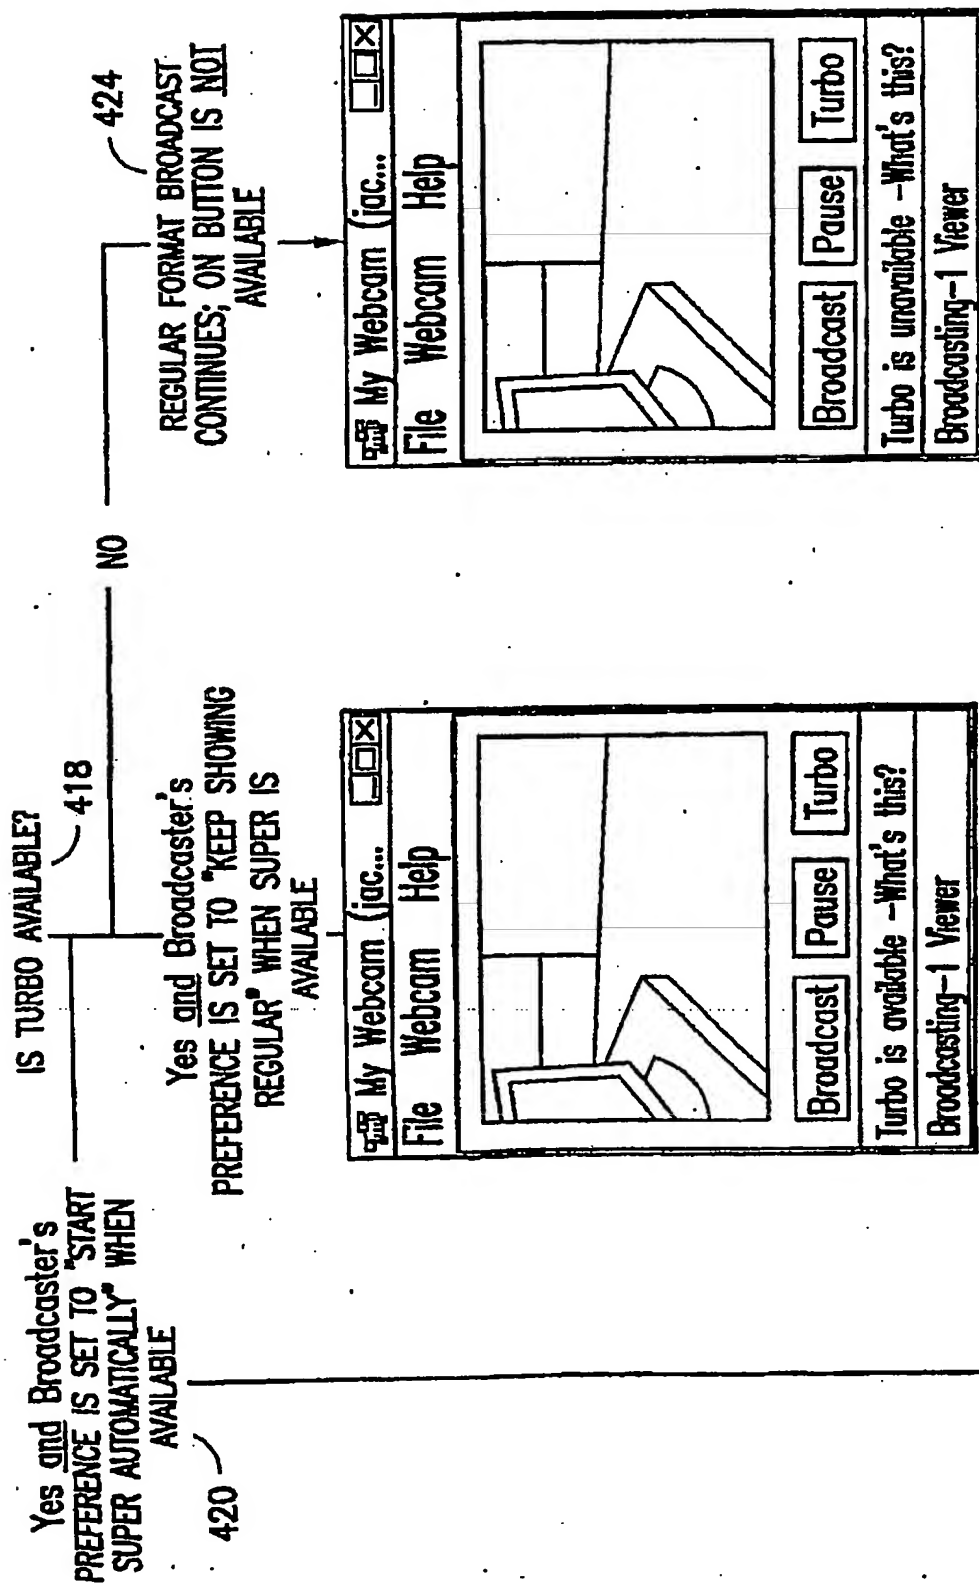 IS TURBO AVAILABLE?
418
Yes and Broadcaster's
PREFERENCE IS SET TO "START
SUPER AUTOMATICALLY" WHEN
AVAILABLE
420
Yes and Broadcaster's
PREFERENCE IS SET TO "KEEP SHOWING
REGULAR" WHEN SUPER IS
AVAILABLE
My Webcam (jac...
File Webcam Help
Broadcast Pause Turbo
Turbo is available -What's this?
Broadcasting-1 Viewer
NO
424
REGULAR FORMAT BROADCAST
CONTINUES; ON BUTTON IS NOT
AVAILABLE
My Webcam (jac...
File Webcam Help
Broadcast Pause Turbo
Turbo is unavailable -What's this?
Broadcasting-1 Viewer